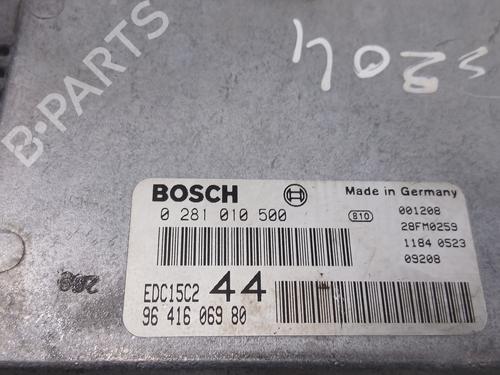 3204
B-PARTS
BOSCH
Made in Germany
0 281 010 500
810
001208
28FM0259
1184 0523
09208
EDC15C2 44
96 416 069 80